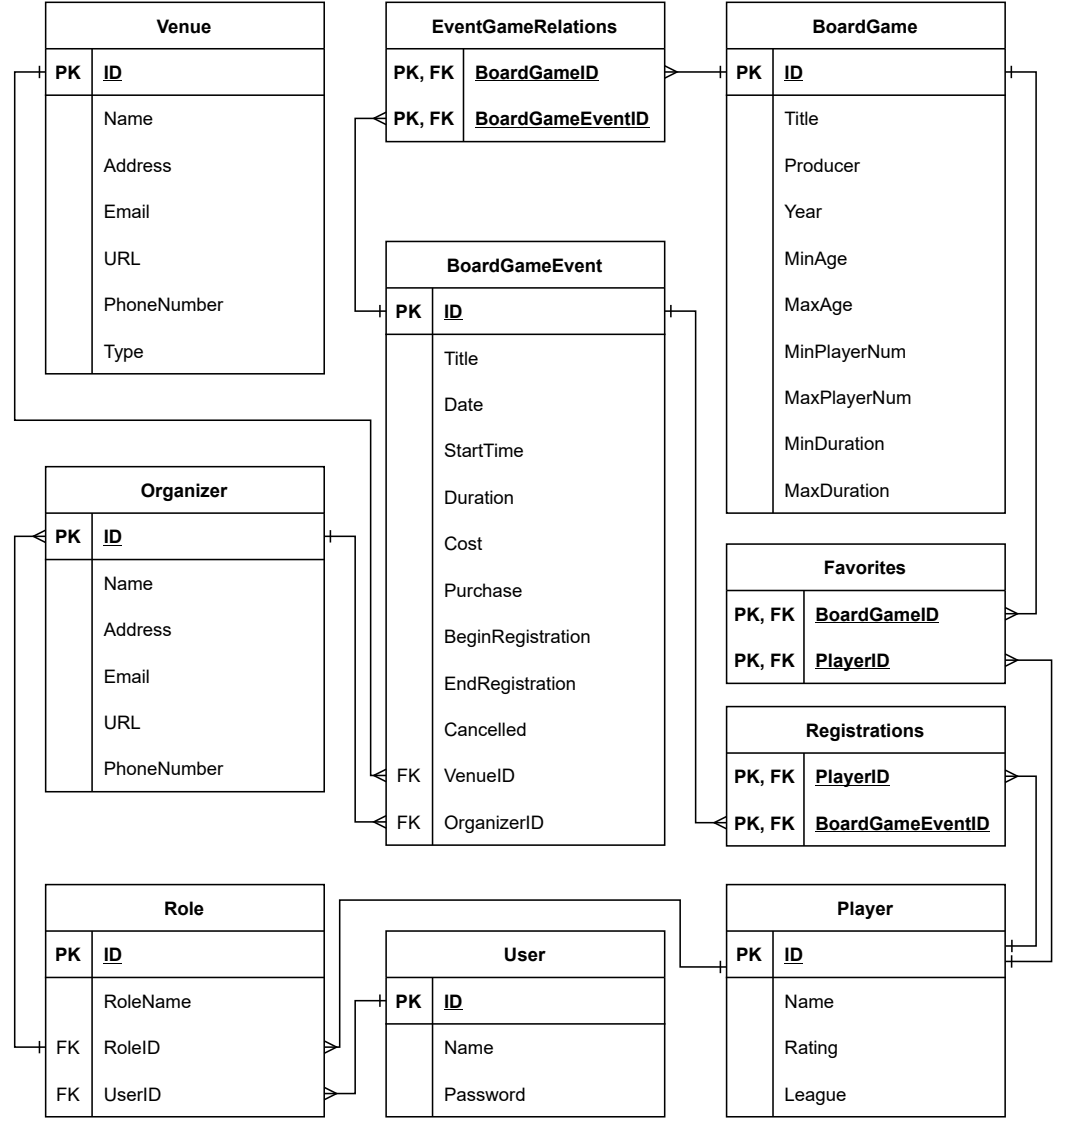 Venue
PK ID
Name
Address
Email
URL
PhoneNumber
Type
EventGameRelations
PK, FK BoardGameID
PK, FK BoardGameEventID
BoardGame
PK ID
Title
Producer
Year
MinAge
MaxAge
MinPlayerNum
MaxPlayerNum
MinDuration
MaxDuration
BoardGameEvent
PK ID
Title
Date
StartTime
Duration
Cost
Purchase
BeginRegistration
EndRegistration
Cancelled
FK VenueID
FK OrganizerID
Organizer
PK ID
Name
Address
Email
URL
PhoneNumber
Favorites
PK, FK BoardGameID
PK, FK PlayerID
Registrations
PK, FK PlayerID
PK, FK BoardGameEventID
Role
PK ID
RoleName
FK RoleID
FK UserID
User
PK ID
Name
Password
Player
PK ID
Name
Rating
League